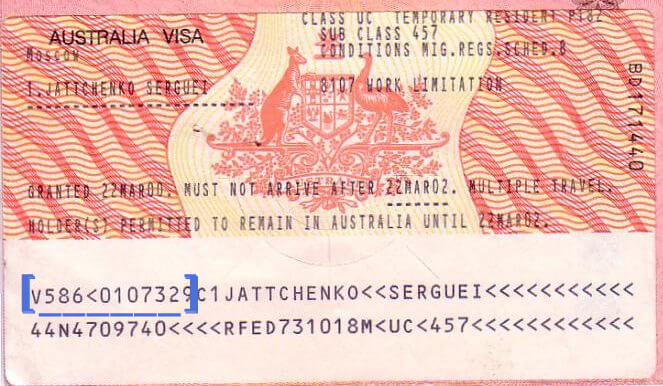 CLASS UC TEMPORARY RESIDENT P182
AUSTRALIA VISA
SUB CLASS 457
Moscow
CONDITIONS MIG.REGS.SCHED.8
1.JATTCHENKO SERGUEI
8107 WORK LIMITATION
BD1171440
GRANTED 22MAR00. MUST NOT ARRIVE AFTER 22MAR02. MULTIPLE TRAVEL.
HOLDER(S) PERMITTED TO REMAIN IN AUSTRALIA UNTIL 22MAR02.
V586<0107329C1JATTCHENKO<<SERGUEI<<<<<<<<<<<
44N4709740<<<<RFED731018M<UC<457<<<<<<<<<<<<